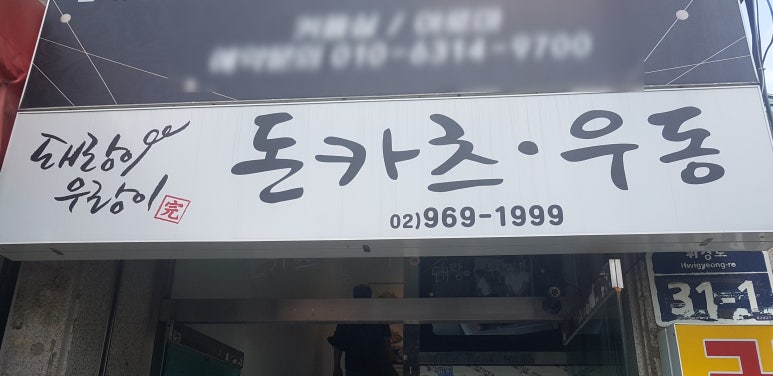 돈카츠·우동
돼랑이
우랑이
完
02)969-1999
휘경로
Hwigyeong-ro
31-1